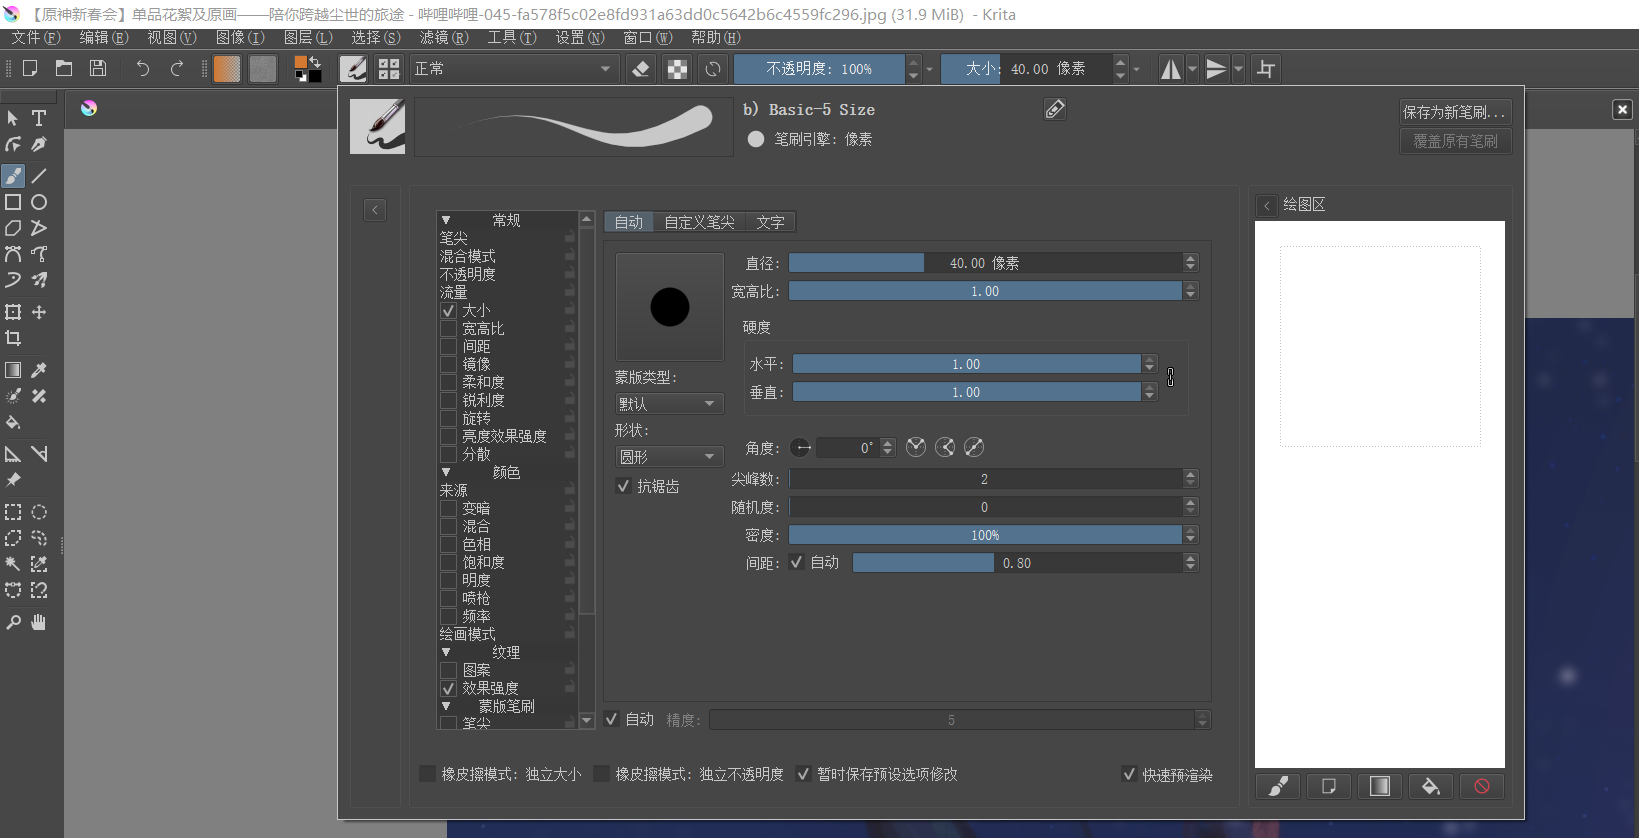 【原神新春会】单品花絮及原画——陪你跨越尘世的旅途 - 哔哩哔哩-045-fa578f5c02e8fd931a63dd0c5642b6c4559fc296.jpg (31.9 MiB) - Krita
文件(F) 编辑(E) 视图(V) 图像(I) 图层(L) 选择(S) 滤镜(R) 工具(T) 设置(N) 窗口(W) 帮助(H)
正常 不透明度: 100% 大小: 40.00 像素
b) Basic-5 Size
笔刷引擎: 像素
保存为新笔刷...
覆盖原有笔刷
常规
笔尖
混合模式
不透明度
流量
大小
宽高比
间距
镜像
柔和度
锐利度
旋转
亮度效果强度
分散
颜色
来源
变暗
混合
色相
饱和度
明度
喷枪
频率
绘画模式
纹理
图案
效果强度
蒙版笔刷
笔尖
自动 自定义笔尖 文字
直径: 40.00 像素
宽高比: 1.00
硬度
水平: 1.00
垂直: 1.00
蒙版类型:
默认
形状:
圆形
抗锯齿
角度: 0°
尖峰数: 2
随机度: 0
密度: 100%
间距: 自动 0.80
自动 精度: 5
橡皮擦模式: 独立大小 橡皮擦模式: 独立不透明度 暂时保存预设选项修改 快速预渲染
绘图区